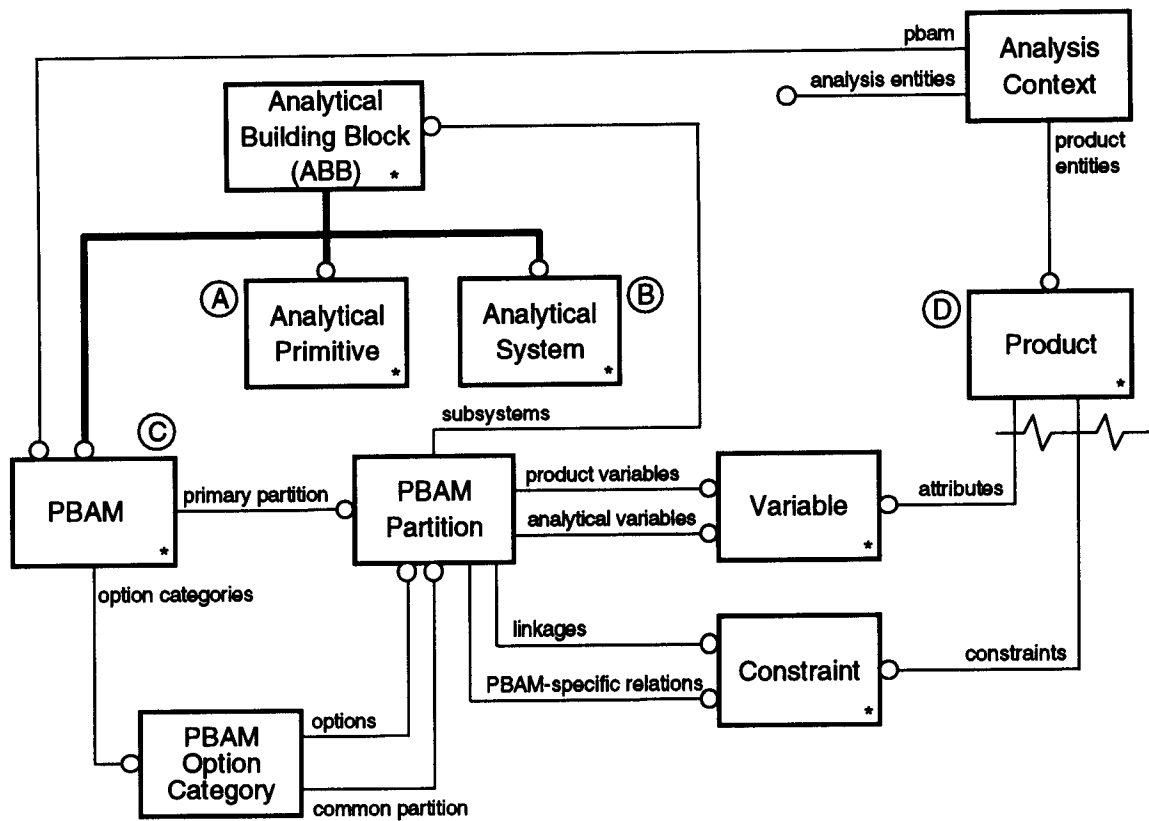 pbam
Analysis
Context
analysis entities
Analytical
Building Block
(ABB) *
product
entities
A
Analytical
Primitive
*
B
Analytical
System
*
D
Product
*
subsystems
C
PBAM
*
primary partition
PBAM
Partition
product variables
analytical variables
Variable
*
attributes
option categories
linkages
PBAM-specific relations
Constraint
*
constraints
PBAM
Option
Category
options
common partition